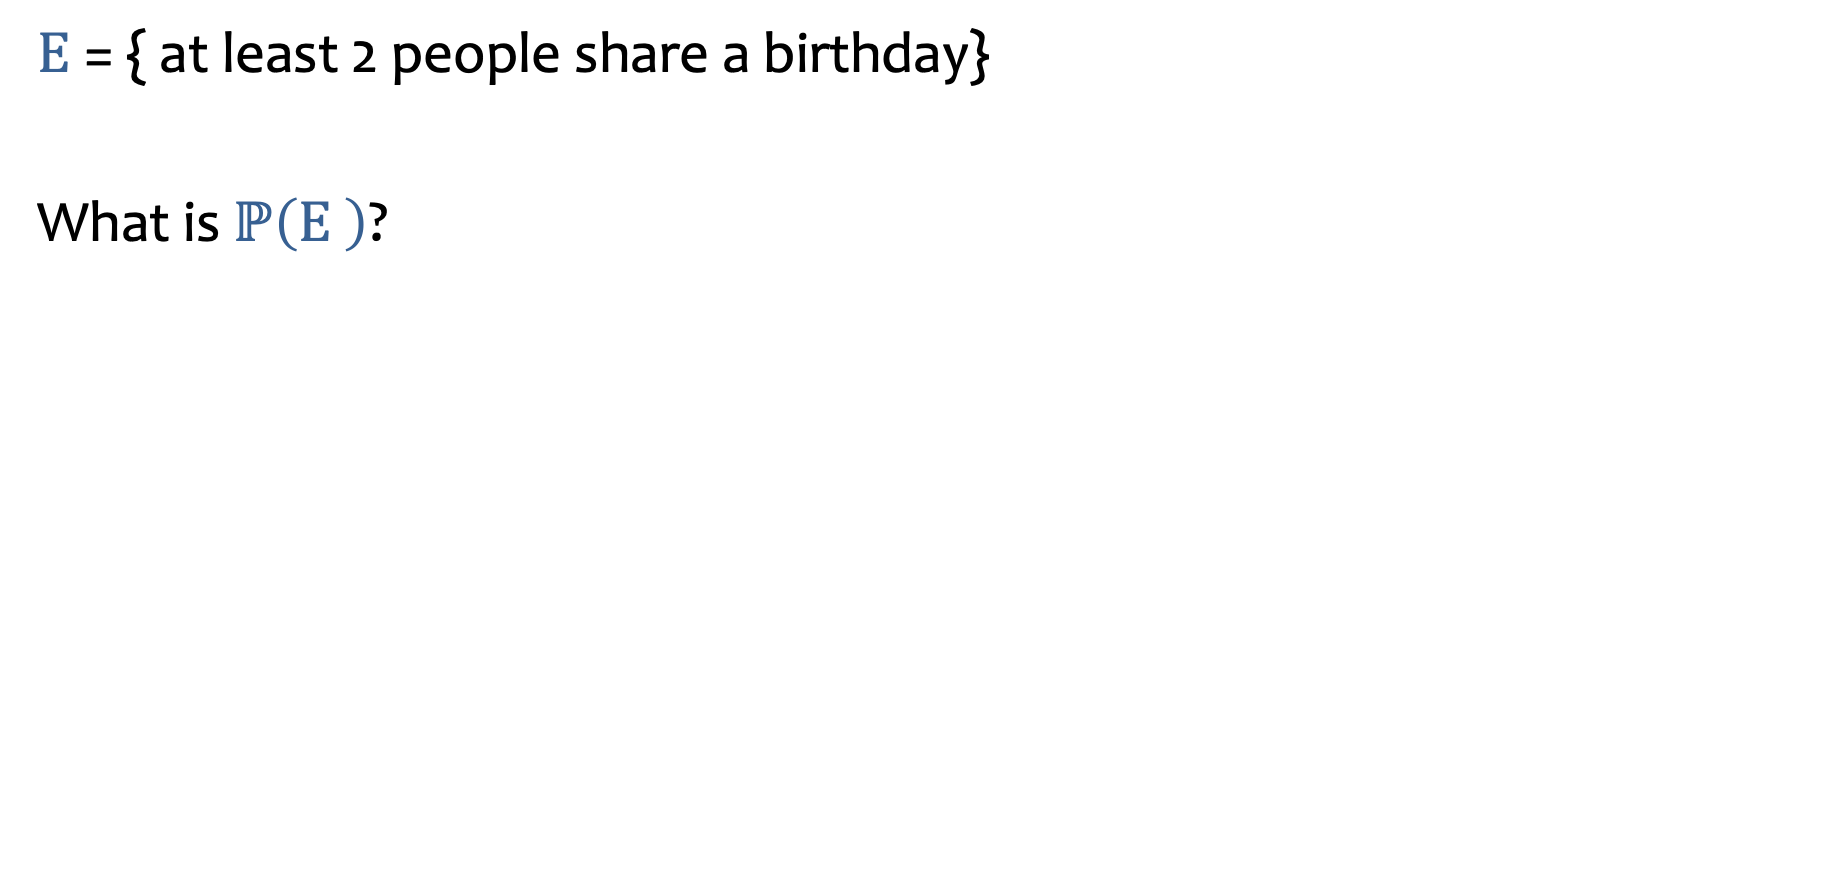 E = { at least 2 people share a birthday}
What is ℙ(E )?